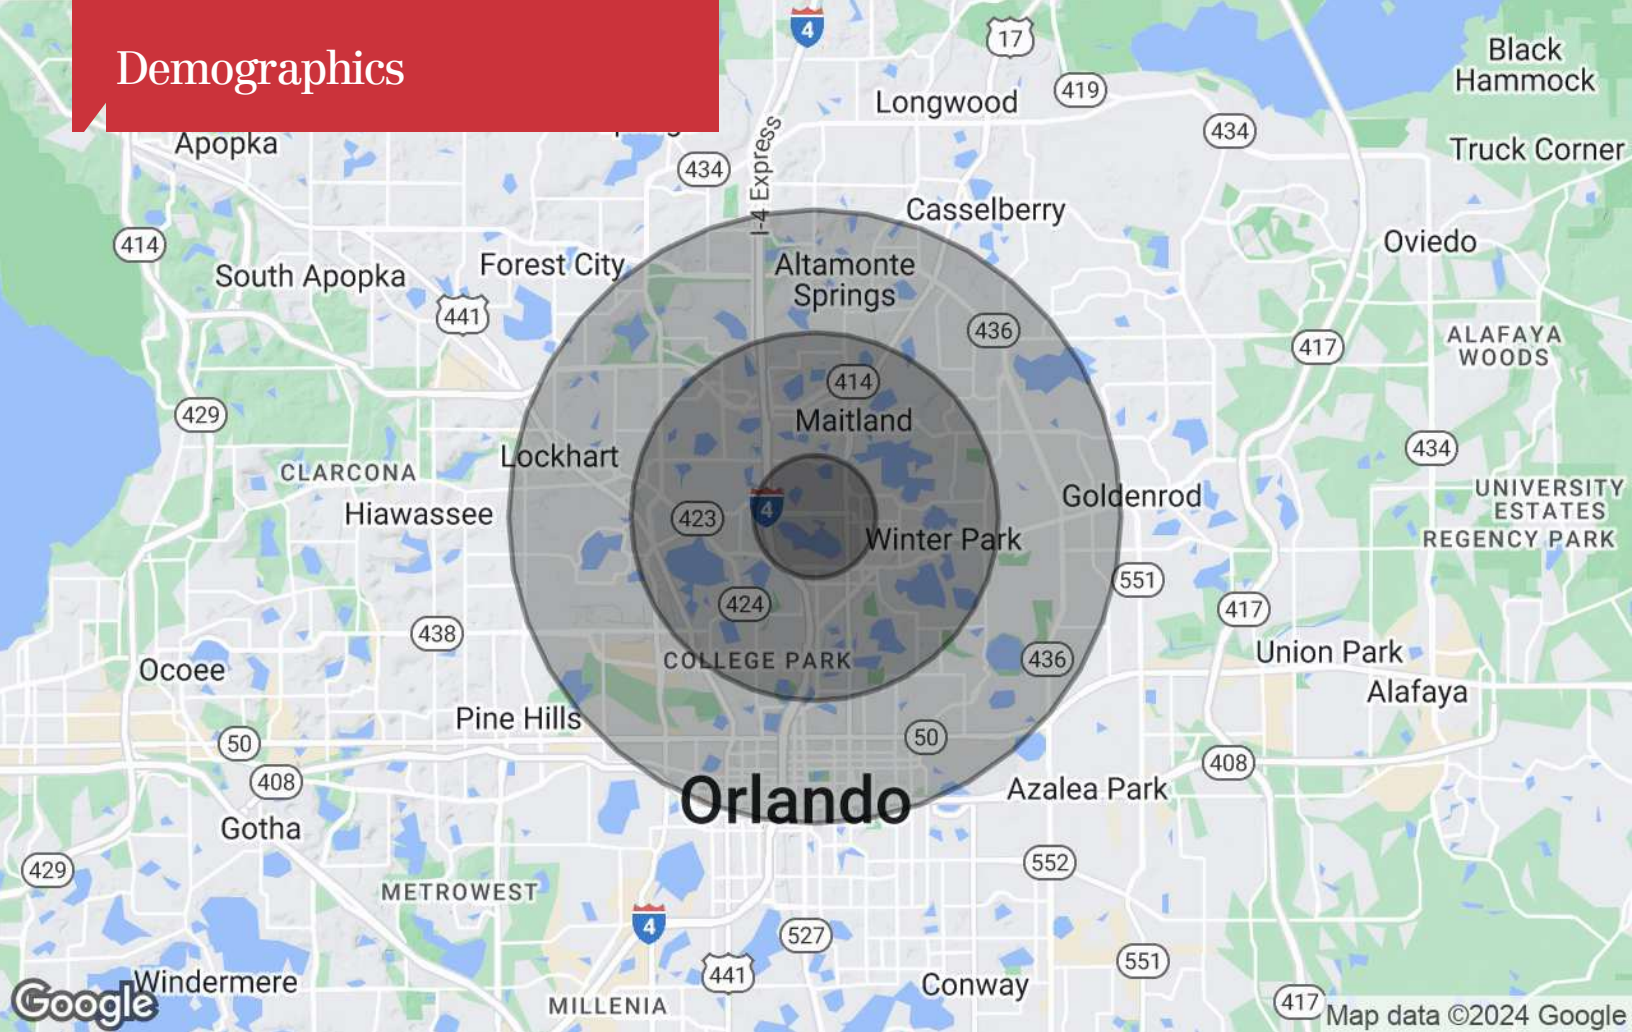 Demographics
4
17
Black
Hammock
Longwood
419
434
Apopka
Truck Corner
434
I-4 Express
Casselberry
414
Oviedo
Forest City
Altamonte
Springs
South Apopka
441
436
417
ALAFAYA
WOODS
414
429
Maitland
434
Lockhart
CLARCONA
UNIVERSITY
ESTATES
Goldenrod
4
Hiawassee
423
Winter Park
REGENCY PARK
551
424
417
438
Union Park
COLLEGE PARK
436
Ocoee
Alafaya
Pine Hills
50
50
408
408
Azalea Park
Orlando
Gotha
552
429
METROWEST
4
527
551
441
Windermere
Conway
MILLENIA
417
Google
Map data ©2024 Google